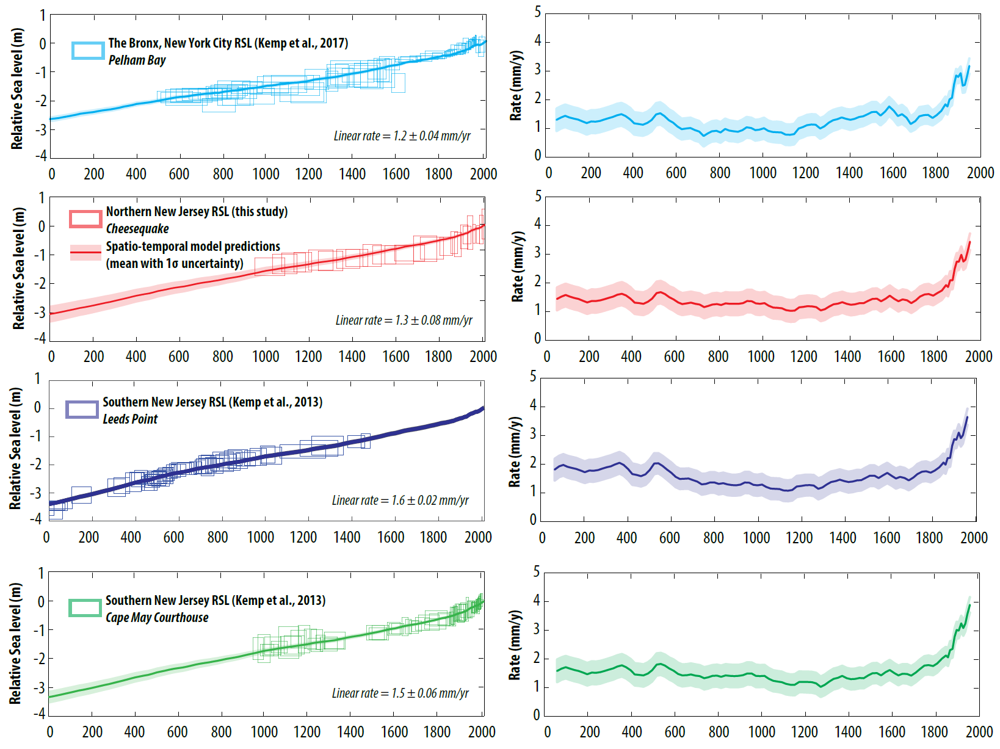 Relative Sea level (m)
1
0
-1
-2
-3
-4
The Bronx, New York City RSL (Kemp et al., 2017)
Pelham Bay
Linear rate = 1.2 ± 0.04 mm/yr
0 200 400 600 800 1000 1200 1400 1600 1800 2000
Rate (mm/y)
5
4
3
2
1
0
0 200 400 600 800 1000 1200 1400 1600 1800 2000
Relative Sea level (m)
1
0
-1
-2
-3
-4
Northern New Jersey RSL (this study)
Cheesequake
Spatio-temporal model predictions
(mean with 1σ uncertainty)
Linear rate = 1.3 ± 0.08 mm/yr
0 200 400 600 800 1000 1200 1400 1600 1800 2000
Rate (mm/y)
5
4
3
2
1
0
0 200 400 600 800 1000 1200 1400 1600 1800 2000
Relative Sea level (m)
1
0
-1
-2
-3
-4
Southern New Jersey RSL (Kemp et al., 2013)
Leeds Point
Linear rate = 1.6 ± 0.02 mm/yr
0 200 400 600 800 1000 1200 1400 1600 1800 2000
Rate (mm/y)
5
4
3
2
1
0
0 200 400 600 800 1000 1200 1400 1600 1800 2000
Relative Sea level (m)
1
0
-1
-2
-3
-4
Southern New Jersey RSL (Kemp et al., 2013)
Cape May Courthouse
Linear rate = 1.5 ± 0.06 mm/yr
0 200 400 600 800 1000 1200 1400 1600 1800 2000
Rate (mm/y)
5
4
3
2
1
0
0 200 400 600 800 1000 1200 1400 1600 1800 2000